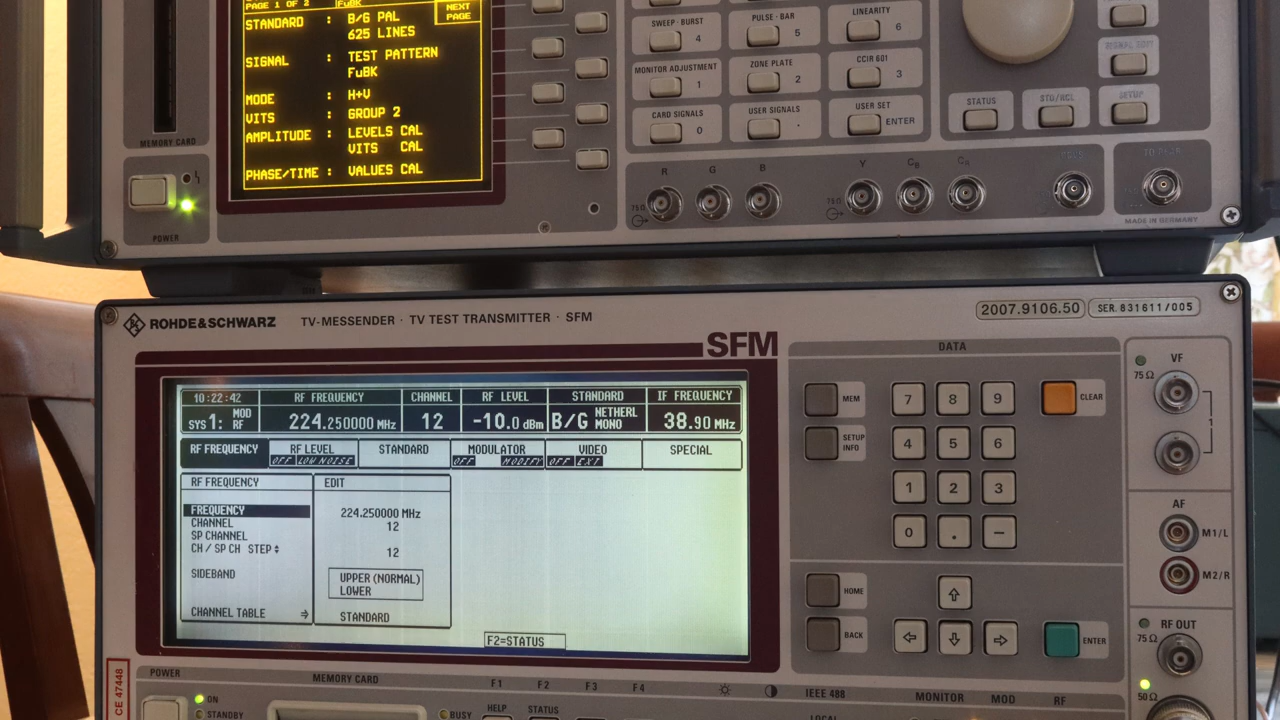 PAGE 1 OF 2 FuBK
NEXT PAGE
STANDARD : B/G PAL
625 LINES
SIGNAL : TEST PATTERN
FuBK
MODE : H+V
VITS : GROUP 2
AMPLITUDE : LEVELS CAL
VITS CAL
PHASE/TIME : VALUES CAL
MEMORY CARD
POWER
SWEEP · BURST 4
PULSE · BAR 5
LINEARITY 6
MONITOR ADJUSTMENT 1
ZONE PLATE 2
CCIR 601 3
CARD SIGNALS 0
USER SIGNALS .
USER SET ENTER
STATUS
STO/RCL
SETUP
R G B Y CB CR
75Ω 75Ω
MADE IN GERMANY
ROHDE&SCHWARZ TV-MESSENDER · TV TEST TRANSMITTER · SFM
2007.9106.50 SER. 831611/005
SFM
10:22:42 RF FREQUENCY CHANNEL RF LEVEL STANDARD IF FREQUENCY
SYS 1: MOD RF 224.250000 MHz 12 -10.0 dBm B/G NETHERL MONO 38.90 MHz
RF FREQUENCY RF LEVEL STANDARD MODULATOR VIDEO SPECIAL
OFF LOW NOISE OFF MODIFY OFF EXT
RF FREQUENCY EDIT
FREQUENCY 224.250000 MHz
CHANNEL 12
SP CHANNEL
CH / SP CH STEP 12
SIDEBAND UPPER (NORMAL)
LOWER
CHANNEL TABLE ⇒ STANDARD
F2=STATUS
DATA
MEM 7 8 9 CLEAR
SETUP INFO 4 5 6
1 2 3
0 . −
HOME ↑
BACK ← ↓ → ENTER
VF
75 Ω
AF
M1/L
M2/R
RF OUT
75 Ω
50 Ω
CE 47448
POWER MEMORY CARD F1 F2 F3 F4 IEEE 488 MONITOR MOD RF
ON
STANDBY
BUSY HELP STATUS LOCAL